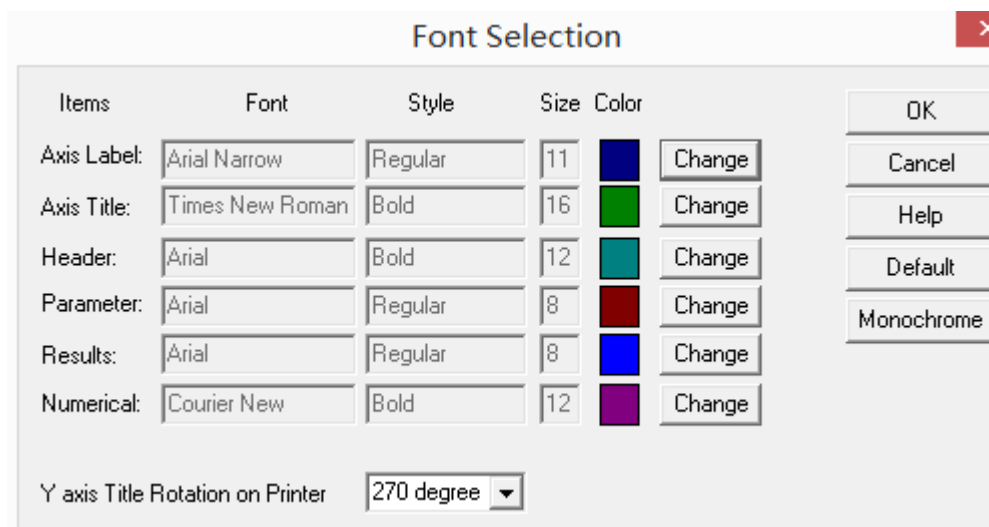 Font Selection
Items Font Style Size Color
OK
Axis Label: Arial Narrow Regular 11 Change
Cancel
Axis Title: Times New Roman Bold 16 Change
Help
Header: Arial Bold 12 Change
Default
Parameter: Arial Regular 8 Change
Monochrome
Results: Arial Regular 8 Change
Numerical: Courier New Bold 12 Change
Y axis Title Rotation on Printer 270 degree